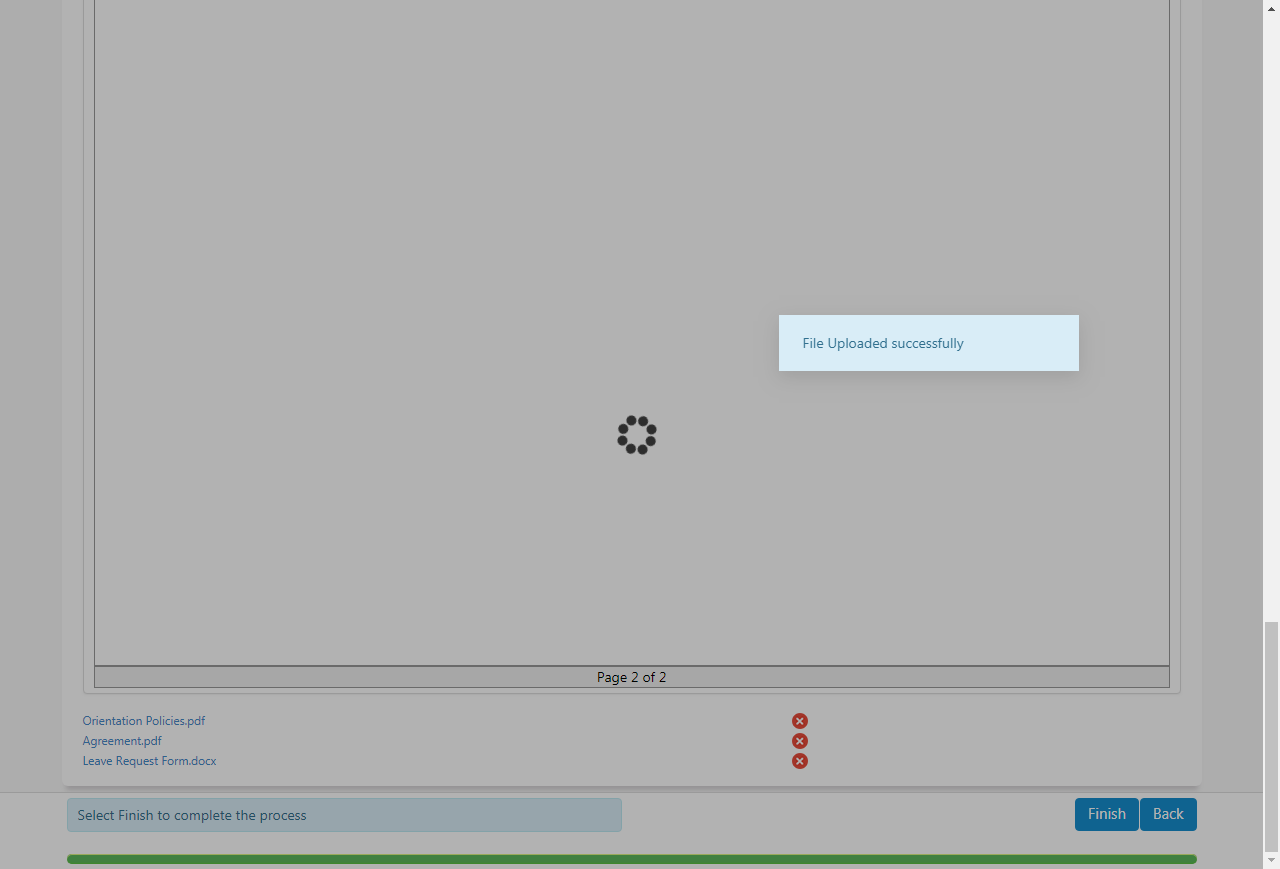 File Uploaded successfully
Page 2 of 2
Orientation Policies.pdf
Agreement.pdf
Leave Request Form.docx
Select Finish to complete the process
Finish
Back